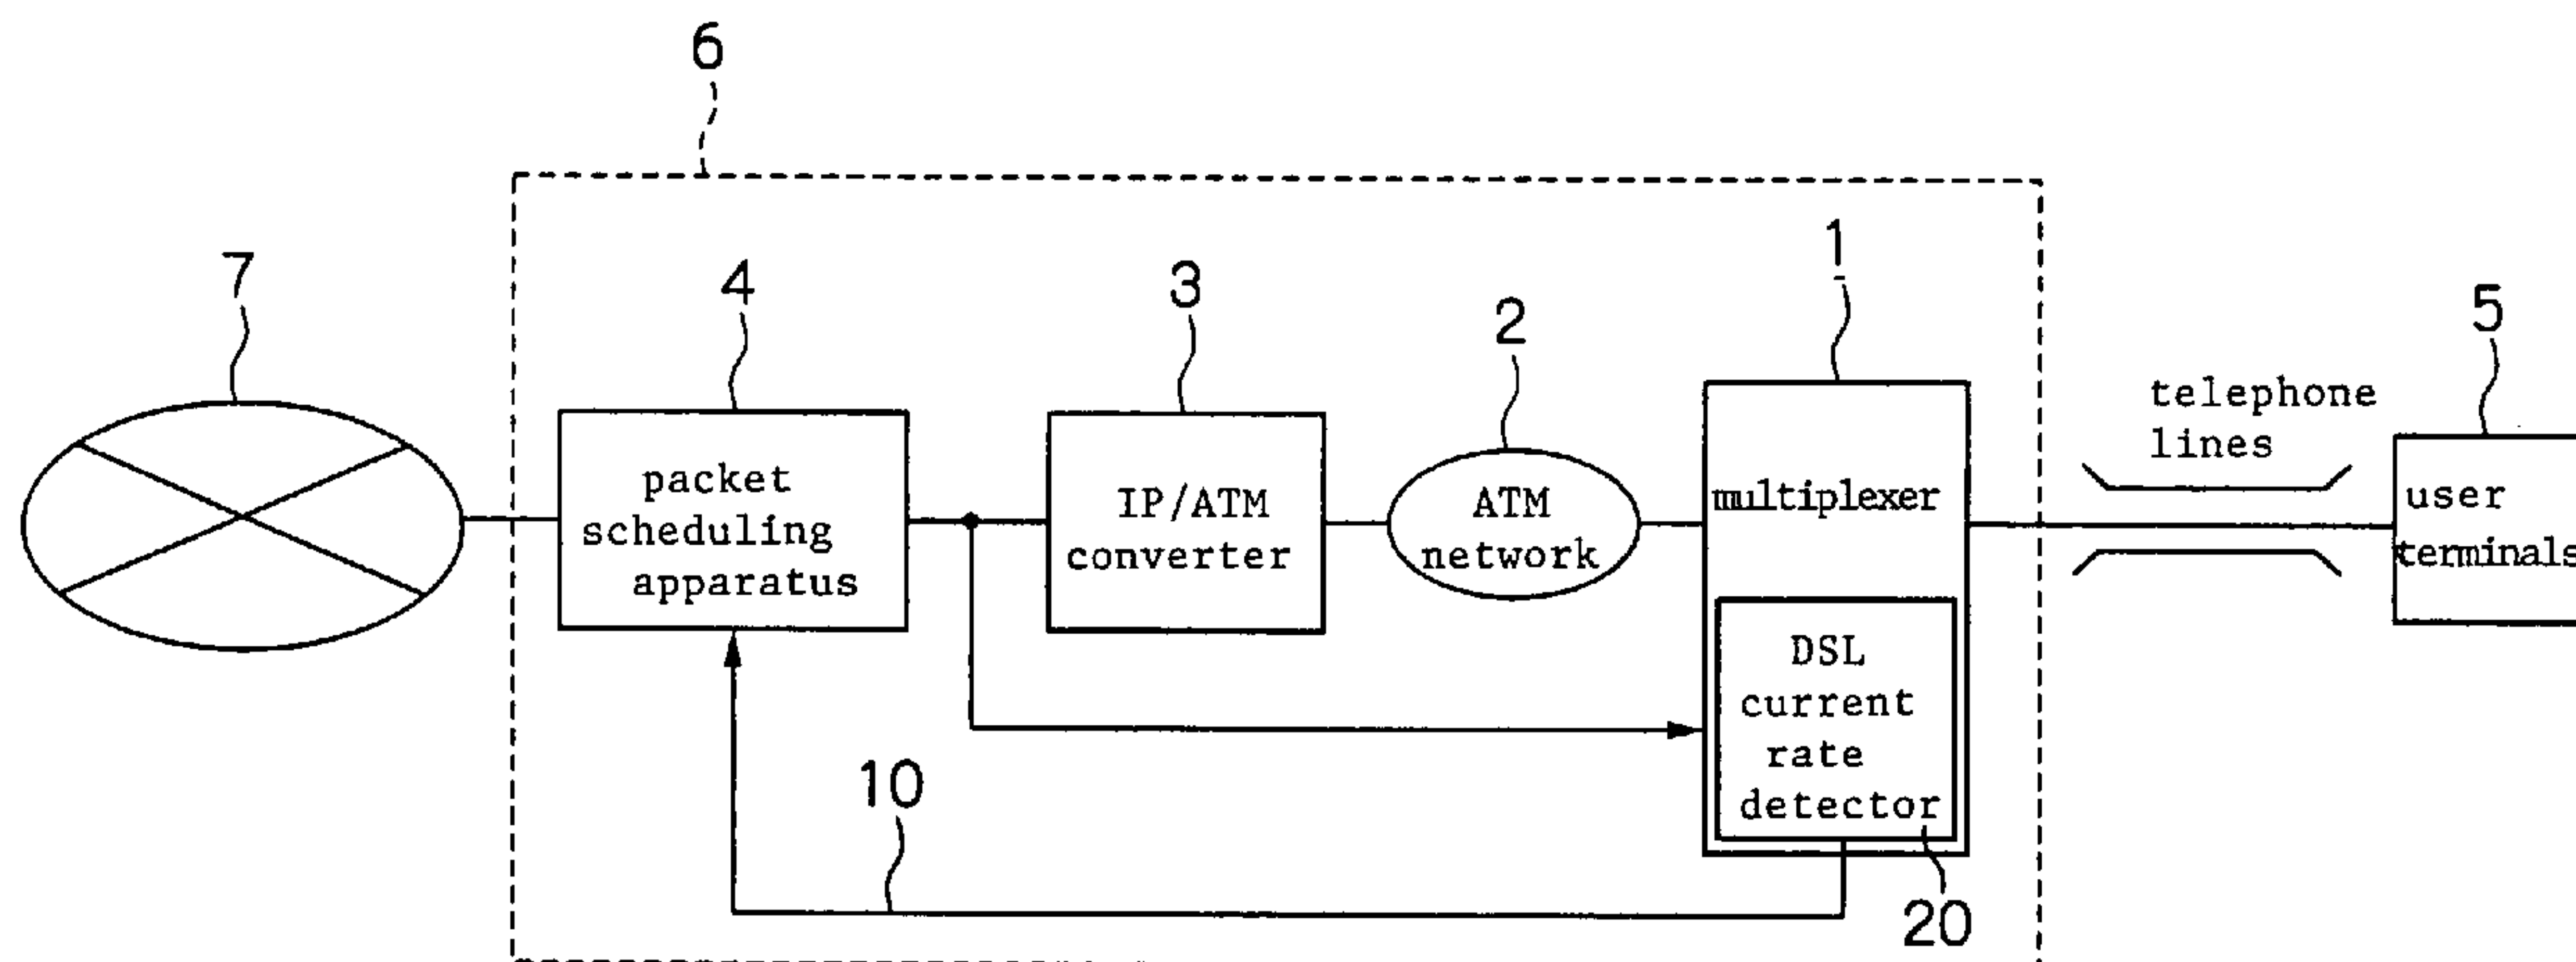 6
7
4
packet
scheduling
apparatus
3
IP/ATM
converter
2
ATM
network
1
multiplexer
DSL
current
rate
detector
20
10
telephone
lines
5
user
terminals